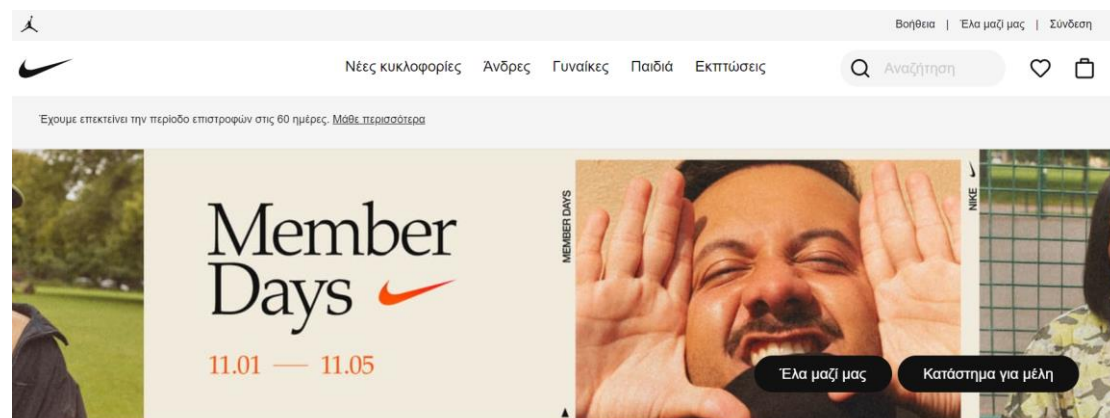 Βοήθεια | Έλα μαζί μας | Σύνδεση
Νέες κυκλοφορίες Άνδρες Γυναίκες Παιδιά Εκπτώσεις Αναζήτηση
Έχουμε επεκτείνει την περίοδο επιστροφών στις 60 ημέρες. Μάθε περισσότερα
Member
Days
11.01 — 11.05
MEMBER DAYS
NIKE
Έλα μαζί μας Κατάστημα για μέλη